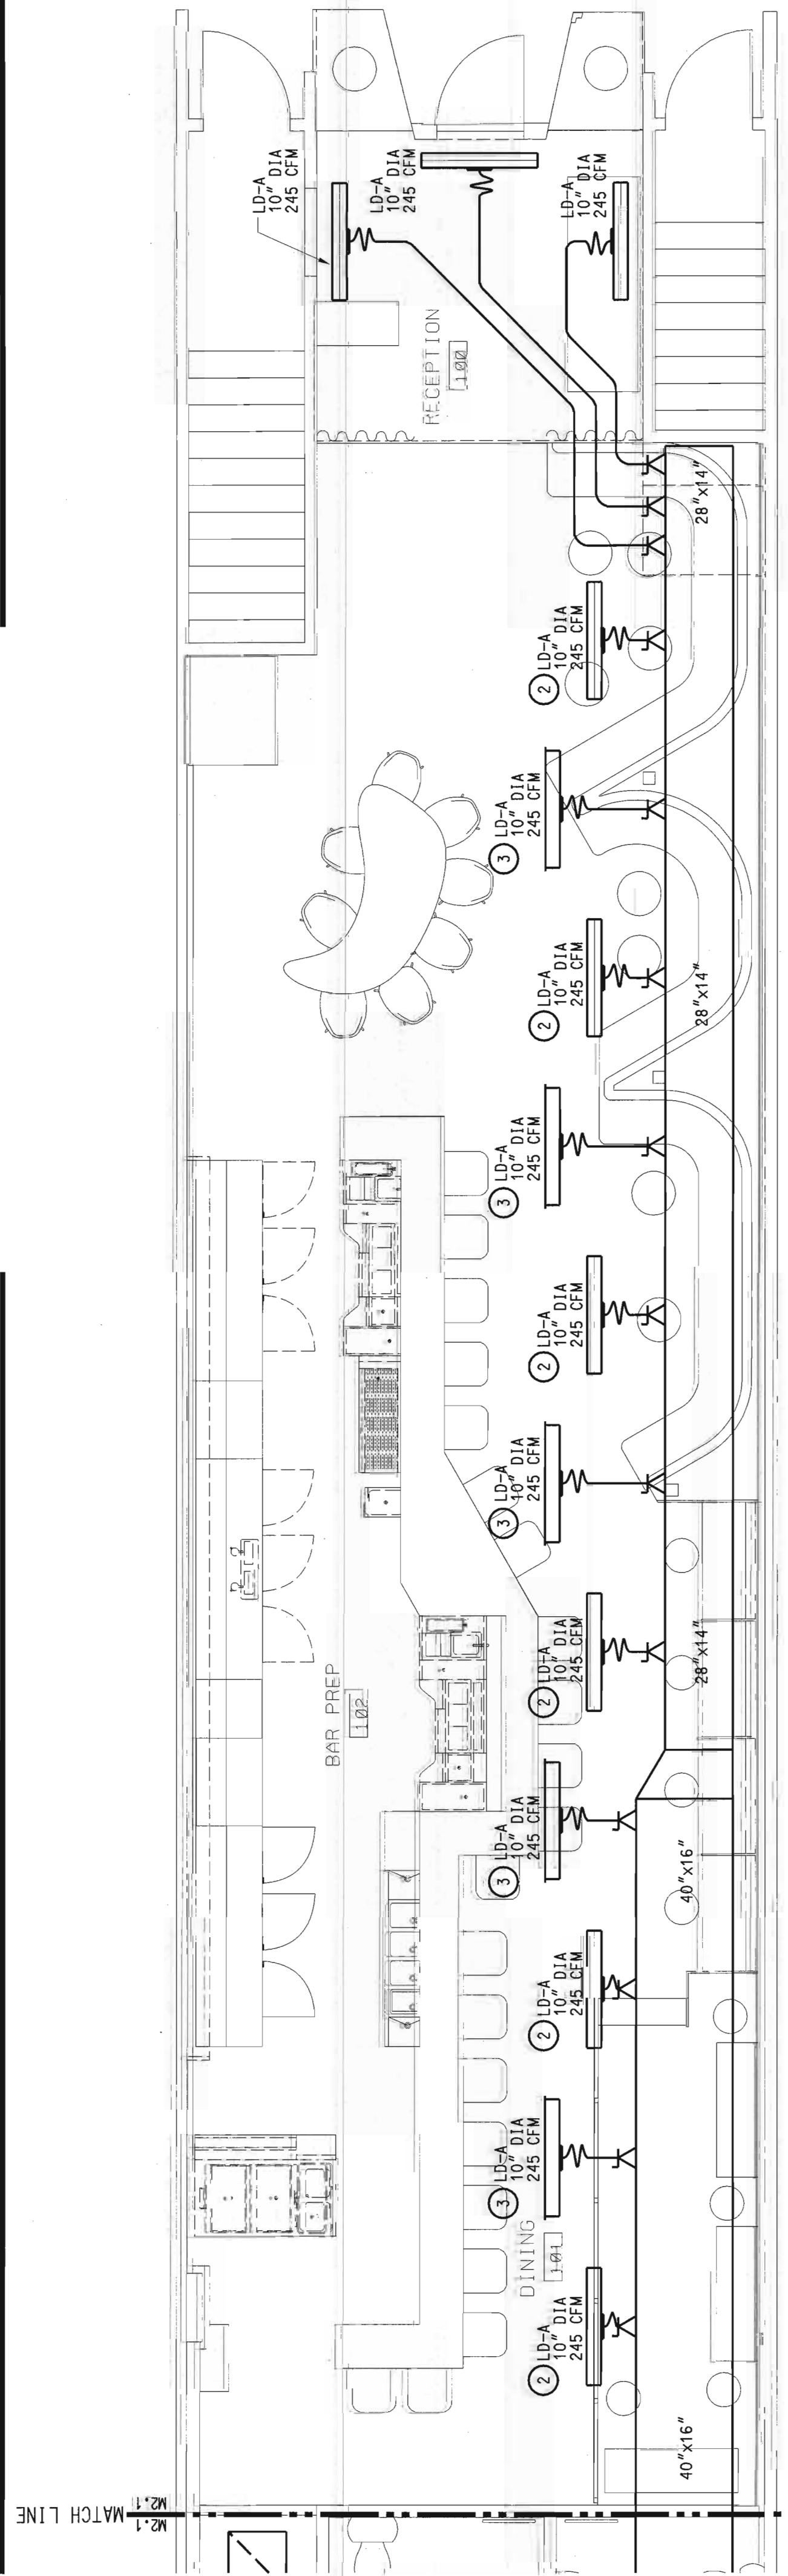 LD-A
10" DIA
245 CFM
LD-A
10" DIA
245 CFM
LD-A
10" DIA
245 CFM
RECEPTION
100
28"x14"
2
LD-A
10" DIA
245 CFM
3
LD-A
10" DIA
245 CFM
2
LD-A
10" DIA
245 CFM
28"x14"
3
LD-A
10" DIA
245 CFM
2
LD-A
10" DIA
245 CFM
3
LD-A
10" DIA
245 CFM
BAR PREP
102
2
LD-A
10" DIA
245 CFM
28"x14"
3
LD-A
10" DIA
245 CFM
40"x16"
2
LD-A
10" DIA
245 CFM
3
LD-A
10" DIA
245 CFM
DINING
101
2
LD-A
10" DIA
245 CFM
40"x16"
M2.1
MATCH LINE
M2.1